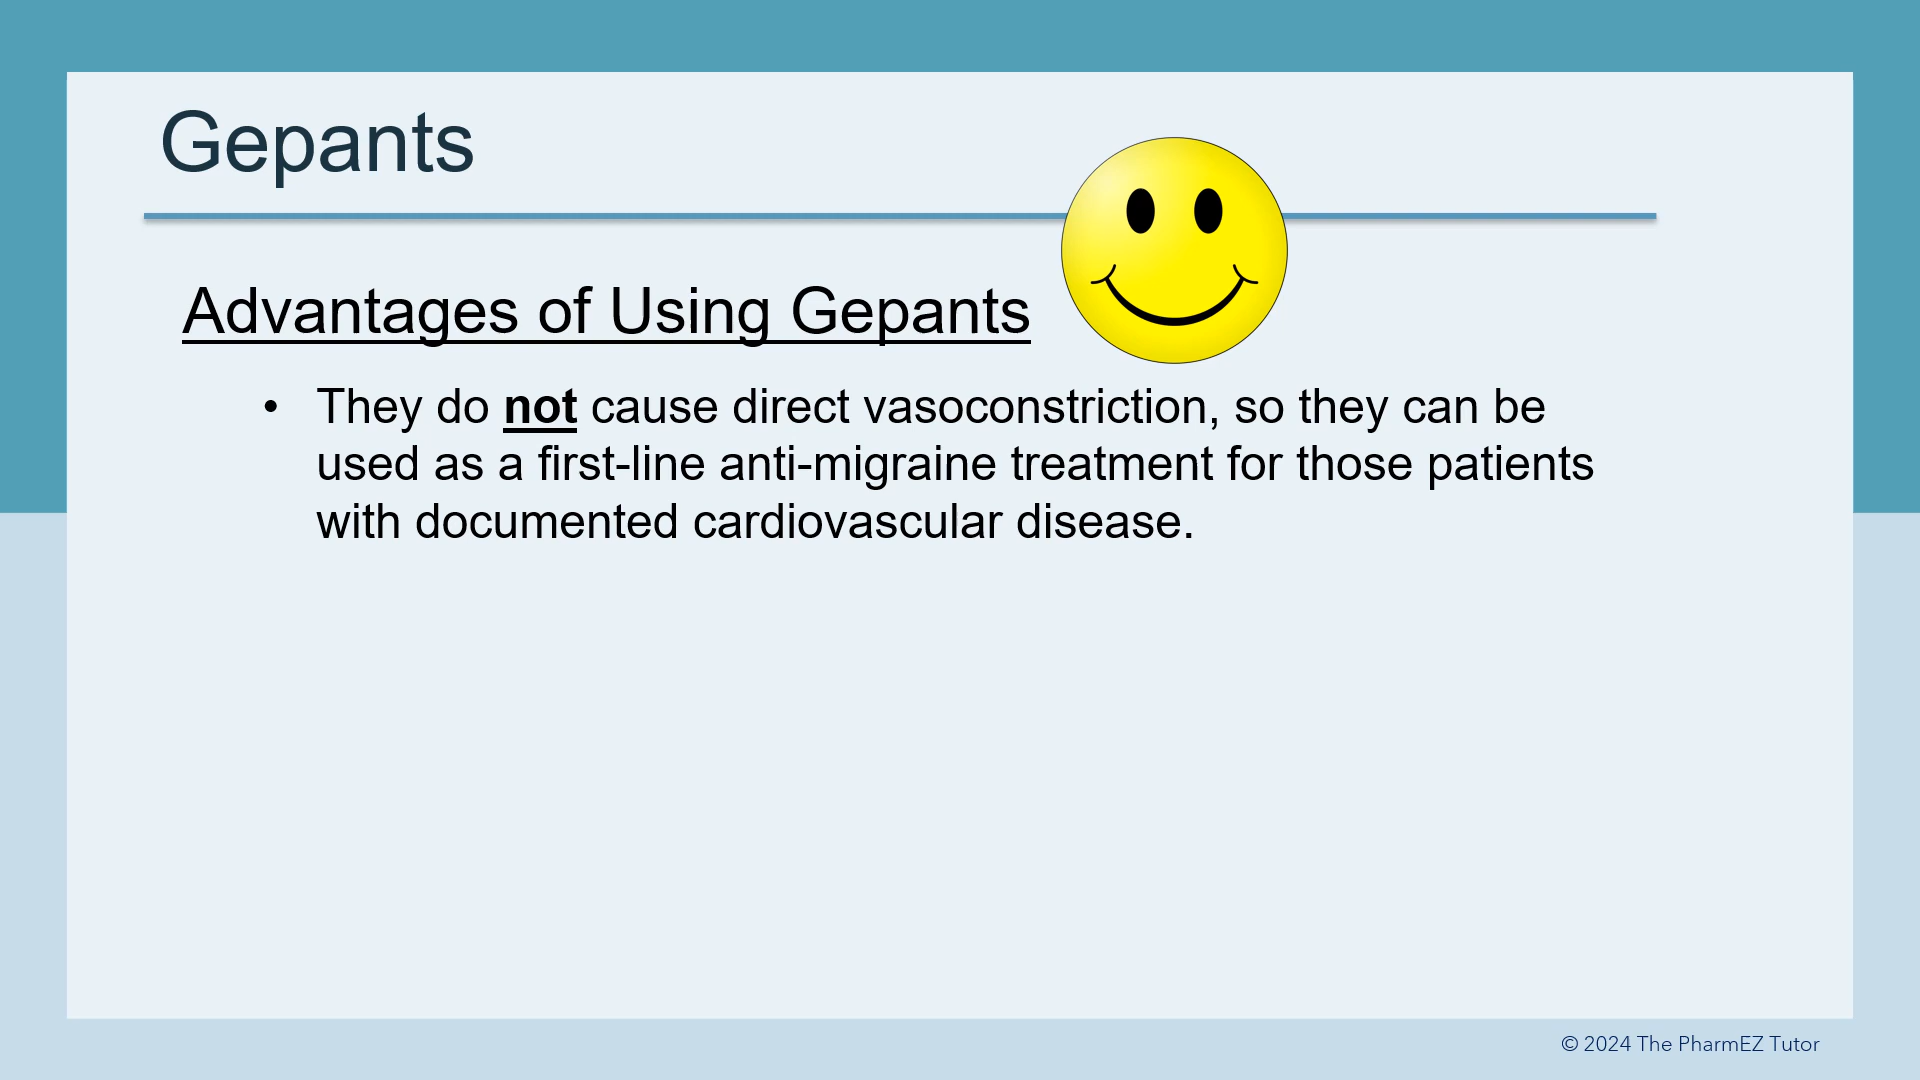 Gepants
Advantages of Using Gepants
• They do not cause direct vasoconstriction, so they can be
used as a first-line anti-migraine treatment for those patients
with documented cardiovascular disease.
© 2024 The PharmEZ Tutor